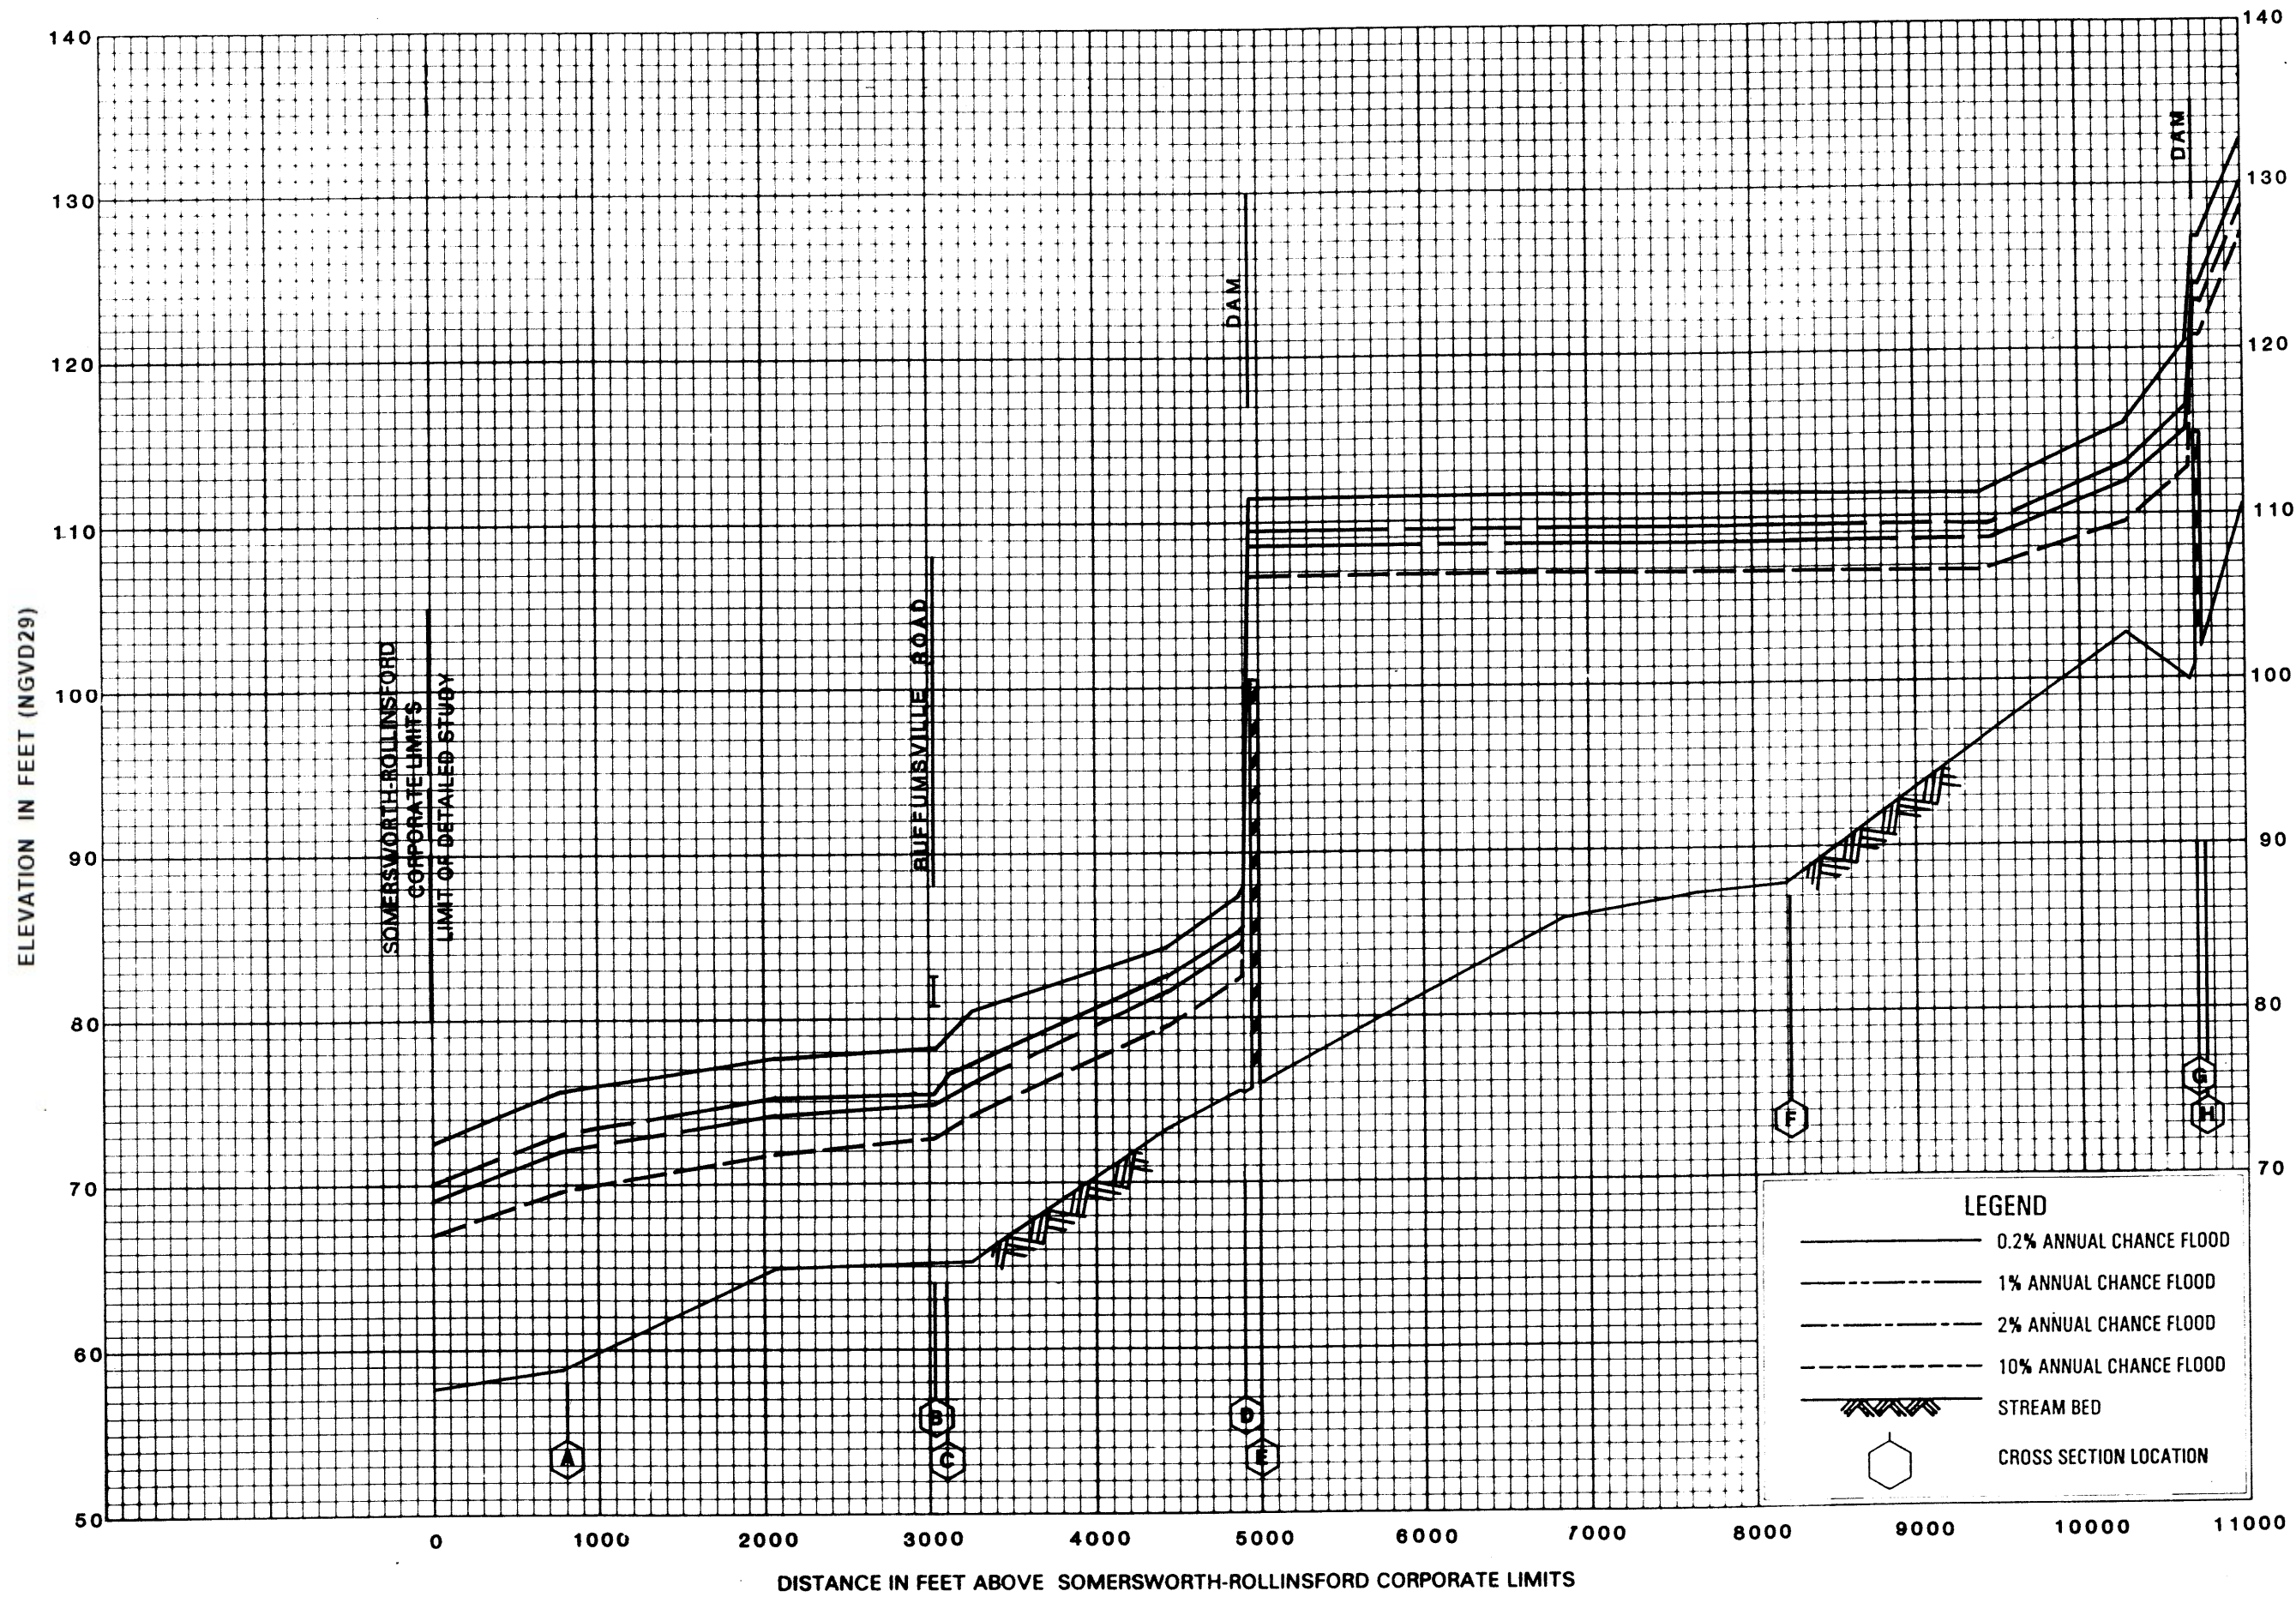 140
130
120
110
100
90
80
70
60
50
ELEVATION IN FEET (NGVD29)
SOMERSWORTH-ROLLINSFORD
CORPORATE LIMITS
LIMIT OF DETAILED STUDY
BUFFUMSVILLE ROAD
DAM
DAM
140
130
120
110
100
90
80
70
A
B
C
D
E
F
G
H
LEGEND
0.2% ANNUAL CHANCE FLOOD
1% ANNUAL CHANCE FLOOD
2% ANNUAL CHANCE FLOOD
10% ANNUAL CHANCE FLOOD
STREAM BED
CROSS SECTION LOCATION
0 1000 2000 3000 4000 5000 6000 7000 8000 9000 10000 11000
DISTANCE IN FEET ABOVE SOMERSWORTH-ROLLINSFORD CORPORATE LIMITS